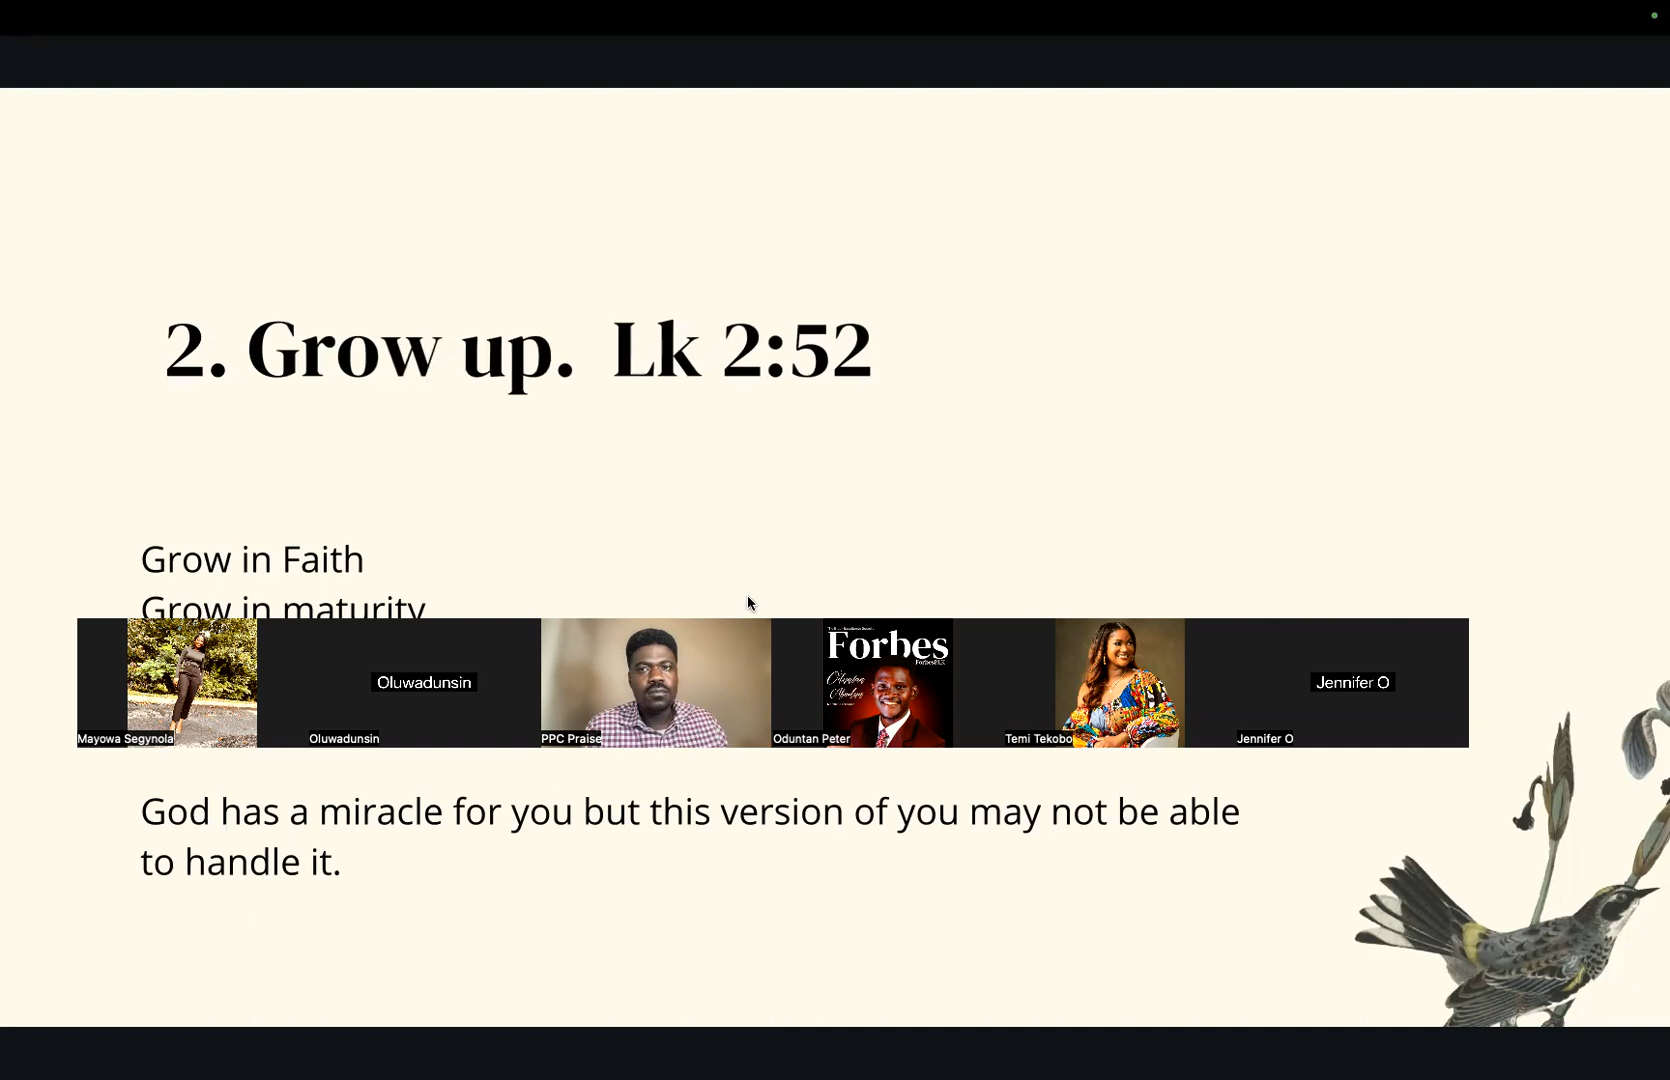 2. Grow up. Lk 2:52
Grow in Faith
Grow in maturity
Forbes
Oluwadunsin
Jennifer O
Mayowa Segynola
Oluwadunsin
PPC Praise
Oduntan Peter
Temi Tekobo
Jennifer O
God has a miracle for you but this version of you may not be able
to handle it.